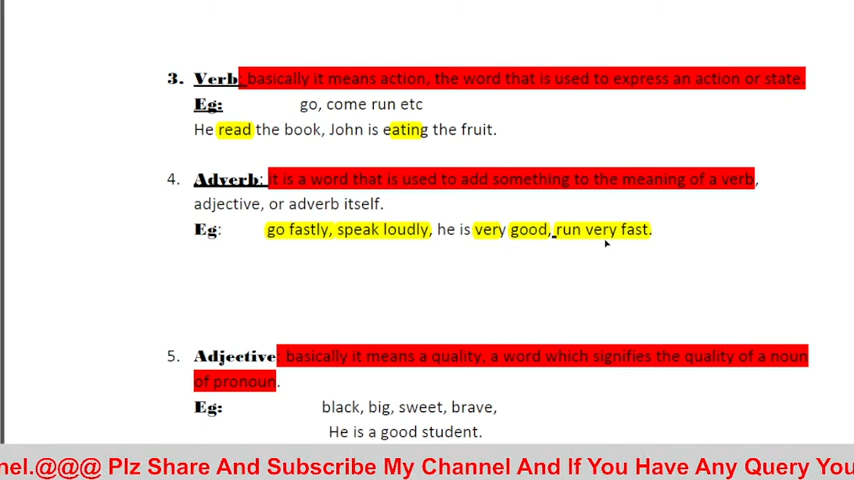 3. Verb: basically it means action, the word that is used to express an action or state.
Eg: go, come run etc
He read the book, John is eating the fruit.
4. Adverb: it is a word that is used to add something to the meaning of a verb,
adjective, or adverb itself.
Eg: go fastly, speak loudly, he is very good, run very fast.
5. Adjective: basically it means a quality, a word which signifies the quality of a noun
of pronoun.
Eg: black, big, sweet, brave,
He is a good student.
nel.@@@ Plz Share And Subscribe My Channel And If You Have Any Query You